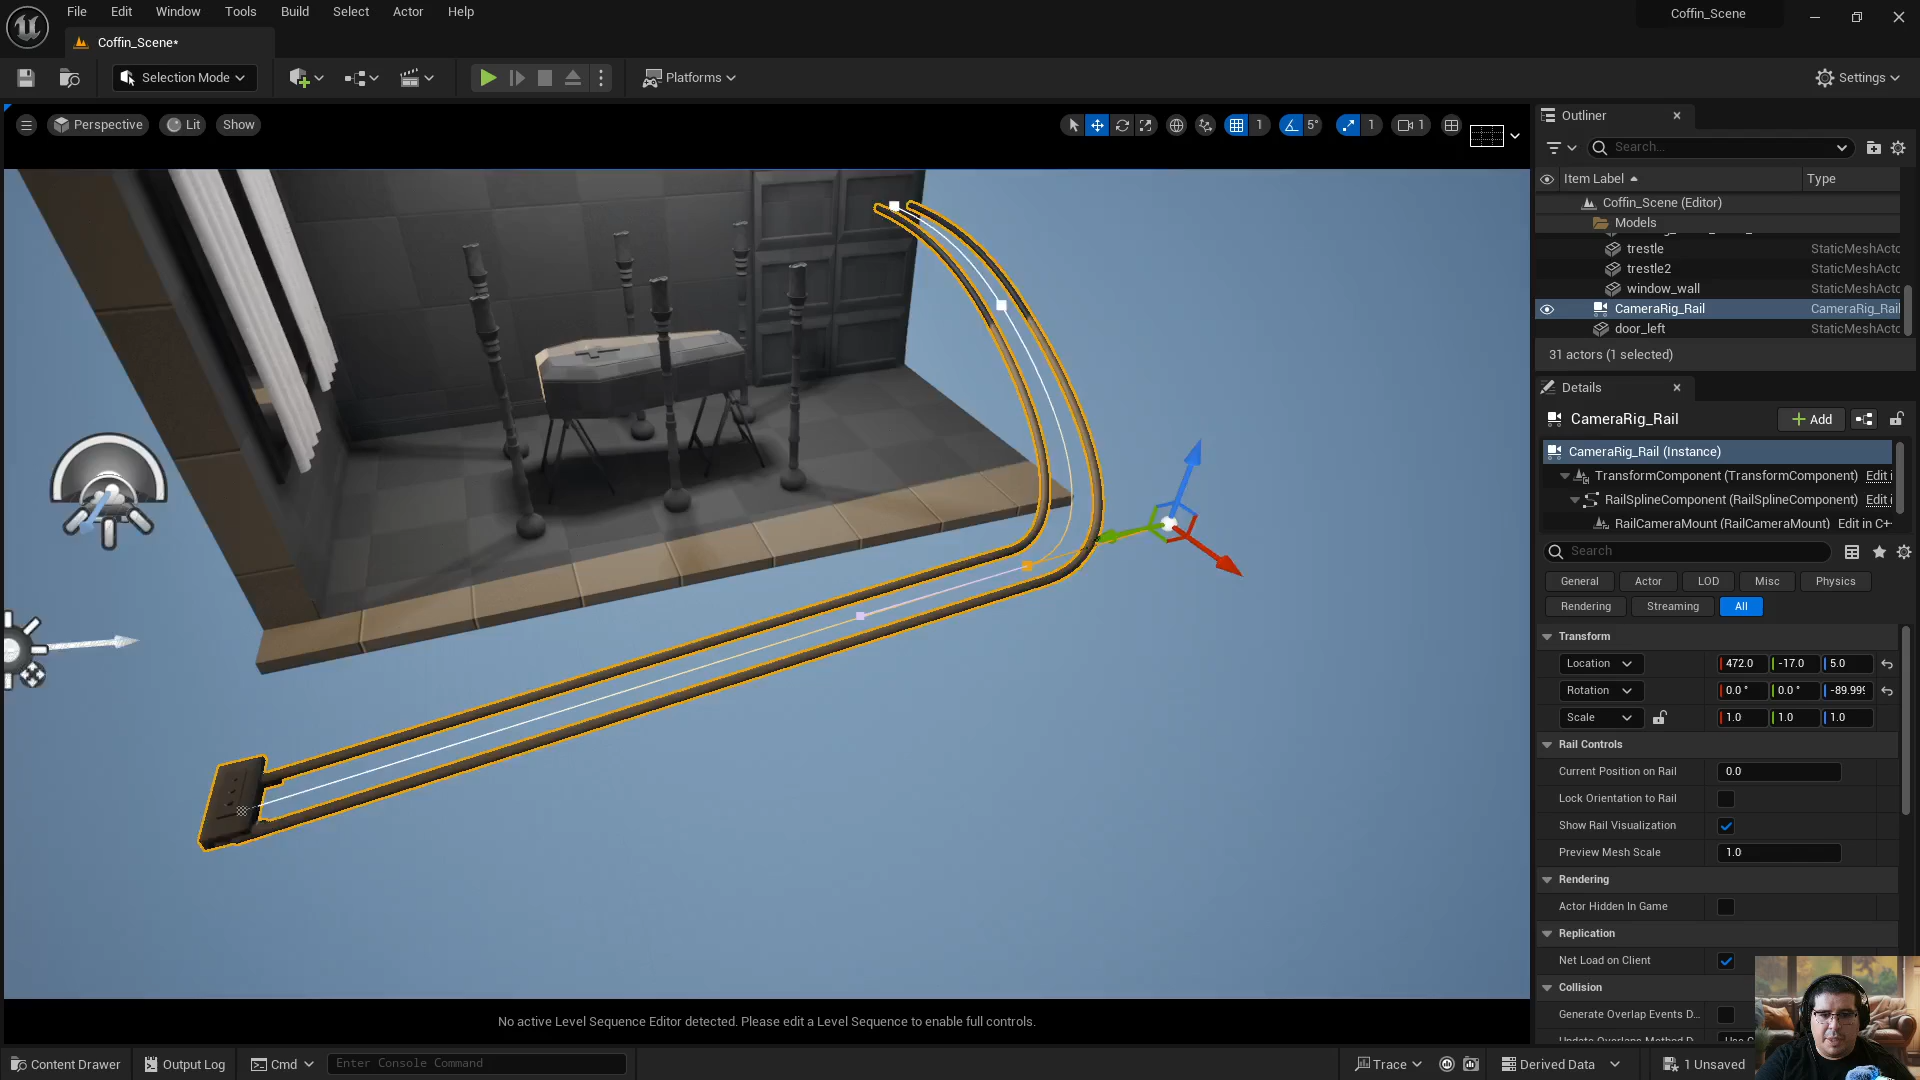 File Edit Window Tools Build Select Actor Help
Coffin_Scene
Coffin_Scene*
Selection Mode
Platforms
Settings
Perspective Lit Show
1 5° 1 1
Outliner
Search...
Item Label Type
Coffin_Scene (Editor)
Models
trestle StaticMeshActo
trestle2 StaticMeshActo
window_wall StaticMeshActo
CameraRig_Rail CameraRig_Rail
door_left StaticMeshActo
31 actors (1 selected)
Details
CameraRig_Rail
Add
CameraRig_Rail (Instance)
TransformComponent (TransformComponent) Edit i
RailSplineComponent (RailSplineComponent) Edit i
RailCameraMount (RailCameraMount) Edit in C+
Search
General Actor LOD Misc Physics
Rendering Streaming All
Transform
Location 472.0 -17.0 5.0
Rotation 0.0° 0.0° -89.999
Scale 1.0 1.0 1.0
Rail Controls
Current Position on Rail 0.0
Lock Orientation to Rail
Show Rail Visualization
Preview Mesh Scale 1.0
Rendering
Actor Hidden In Game
Replication
Net Load on Client
Collision
Generate Overlap Events D...
No active Level Sequence Editor detected. Please edit a Level Sequence to enable full controls.
Content Drawer Output Log Cmd Enter Console Command
Trace Derived Data 1 Unsaved